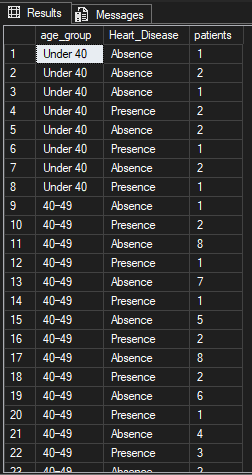 Results Messages
age_group Heart_Disease patients
1 Under 40 Absence 1
2 Under 40 Absence 2
3 Under 40 Absence 1
4 Under 40 Presence 2
5 Under 40 Absence 2
6 Under 40 Presence 1
7 Under 40 Absence 2
8 Under 40 Presence 1
9 40-49 Absence 1
10 40-49 Presence 2
11 40-49 Absence 8
12 40-49 Presence 1
13 40-49 Absence 7
14 40-49 Presence 1
15 40-49 Absence 5
16 40-49 Presence 2
17 40-49 Absence 8
18 40-49 Presence 2
19 40-49 Absence 6
20 40-49 Presence 1
21 40-49 Absence 4
22 40-49 Presence 3
23 40-49 Absence 2